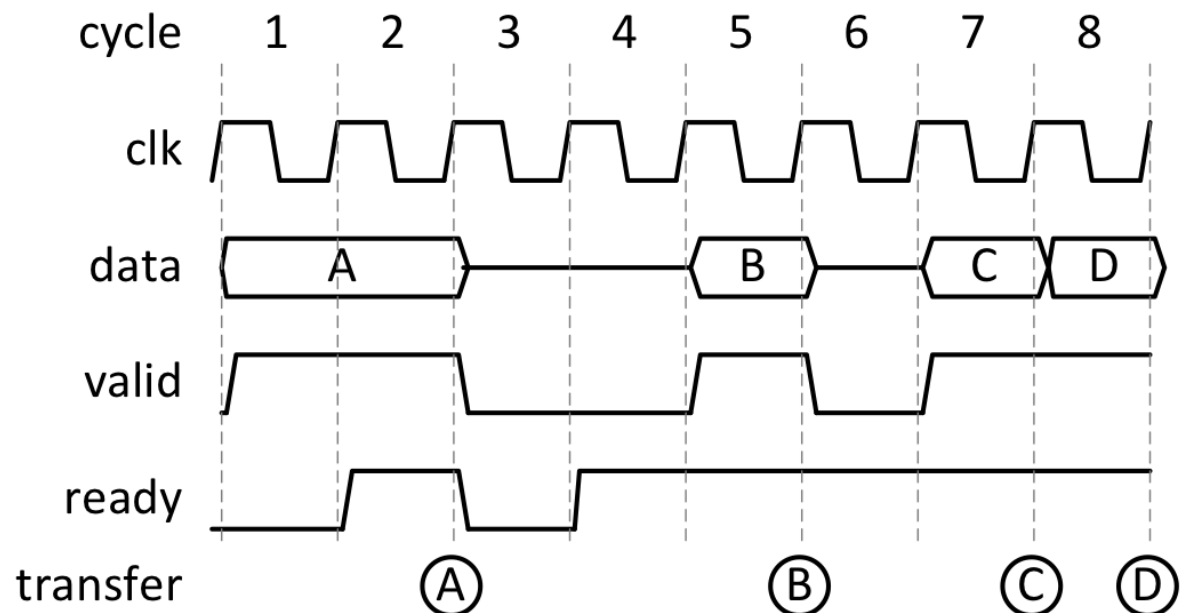 cycle 1 2 3 4 5 6 7 8
clk
data A B C D
valid
ready
transfer A B C D